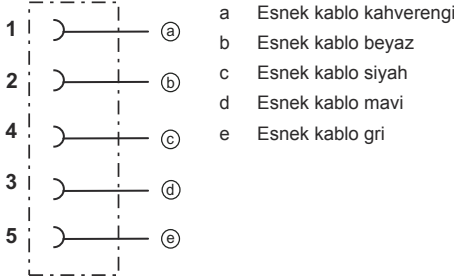 1 ⓐ
2 ⓑ
4 ⓒ
3 ⓓ
5 ⓔ
a Esnek kablo kahverengi
b Esnek kablo beyaz
c Esnek kablo siyah
d Esnek kablo mavi
e Esnek kablo gri